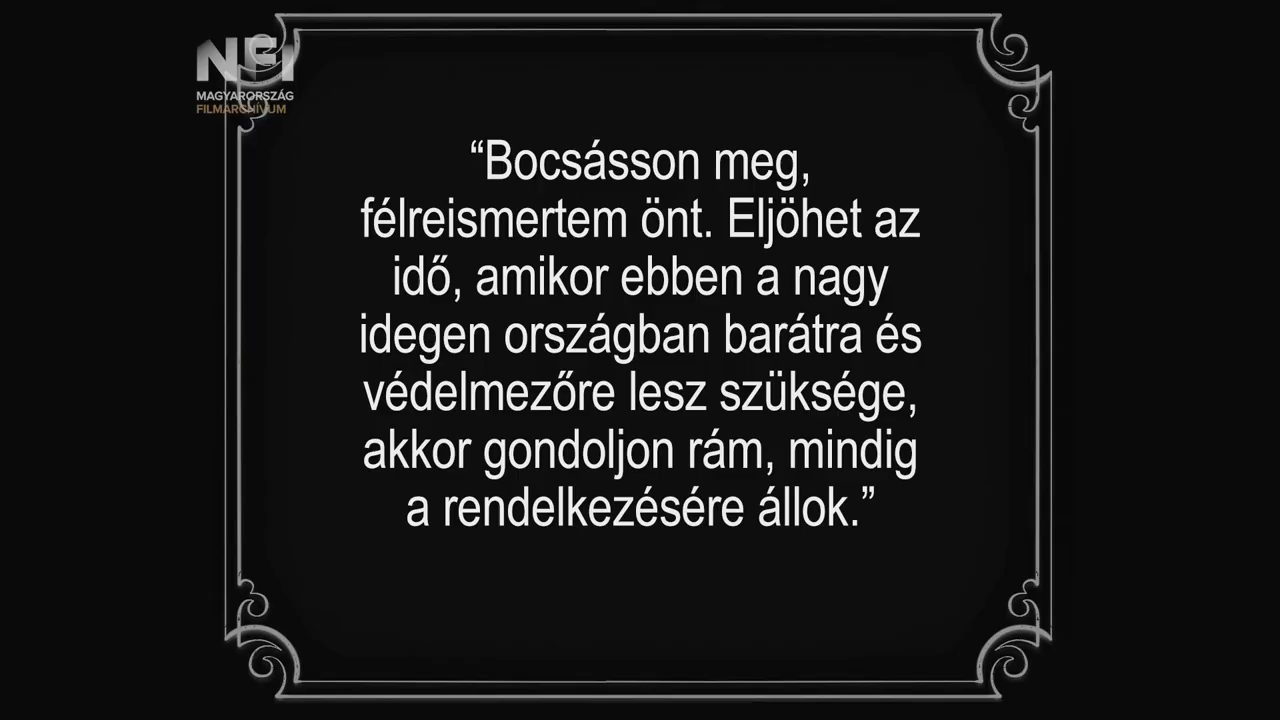 NFI
MAGYARORSZÁG
FILMARCHÍVUM
“Bocsásson meg,
félreismertem önt. Eljöhet az
idő, amikor ebben a nagy
idegen országban barátra és
védelmezőre lesz szüksége,
akkor gondoljon rám, mindig
a rendelkezésére állok.”